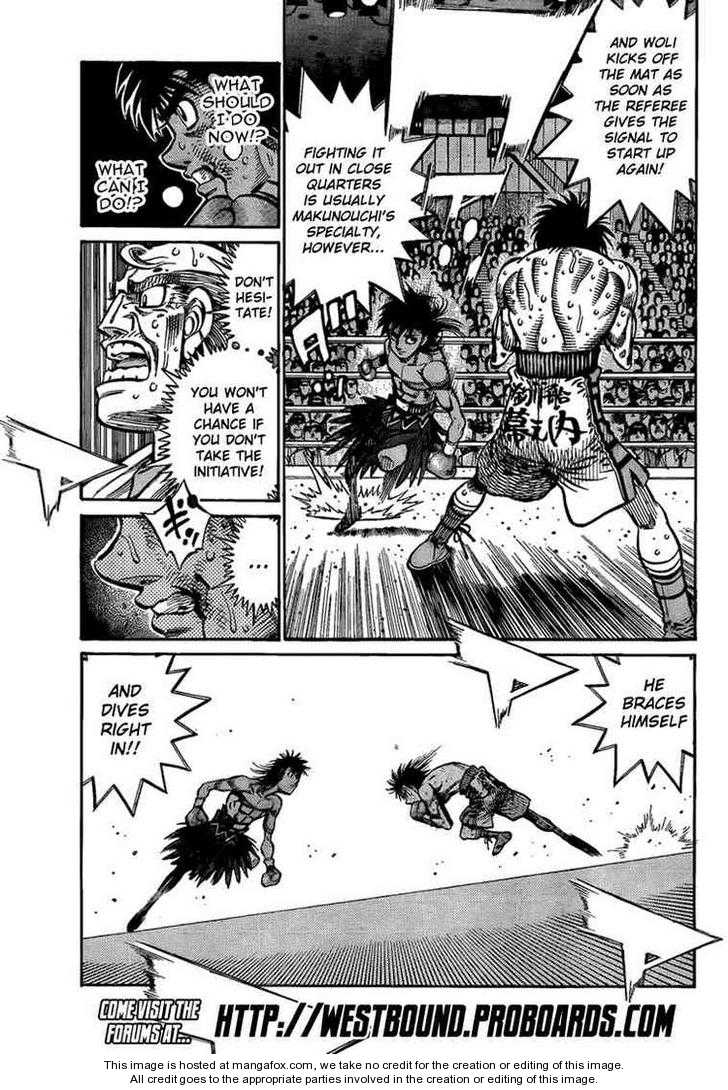 AND WOLI
KICKS OFF
THE MAT AS
SOON AS
THE REFEREE
GIVES THE
SIGNAL TO
START UP
AGAIN!
FIGHTING IT
OUT IN CLOSE
QUARTERS
IS USUALLY
MAKUNOUCHI'S
SPECIALTY,
HOWEVER...
WHAT
SHOULD
I DO
NOW!?
WHAT
CAN I
DO!?
DON'T
HESI-
TATE!
YOU WON'T
HAVE A
CHANCE IF
YOU DON'T
TAKE THE
INITIATIVE!
...
HE
BRACES
HIMSELF
AND
DIVES
RIGHT
IN!!
COME VISIT THE
FORUMS AT...
HTTP://WESTBOUND.PROBOARDS.COM
This image is hosted at mangafox.com, we take no credit for the creation or editing of this image.
All credit goes to the appropriate parties involved in the creation or editing of this image.